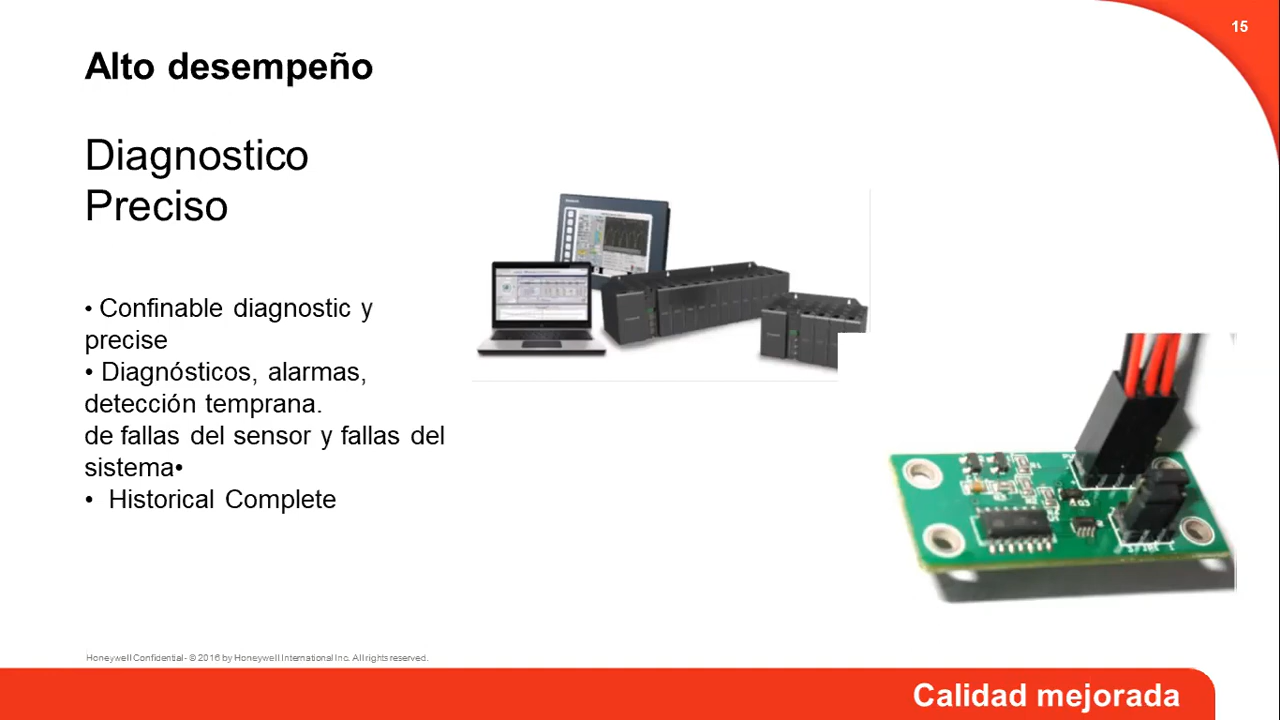 15
Alto desempeño
Diagnostico
Preciso
• Confinable diagnostic y
precise
• Diagnósticos, alarmas,
detección temprana.
de fallas del sensor y fallas del
sistema•
• Historical Complete
Honeywell Confidential - © 2016 by Honeywell International Inc. All rights reserved.
Calidad mejorada